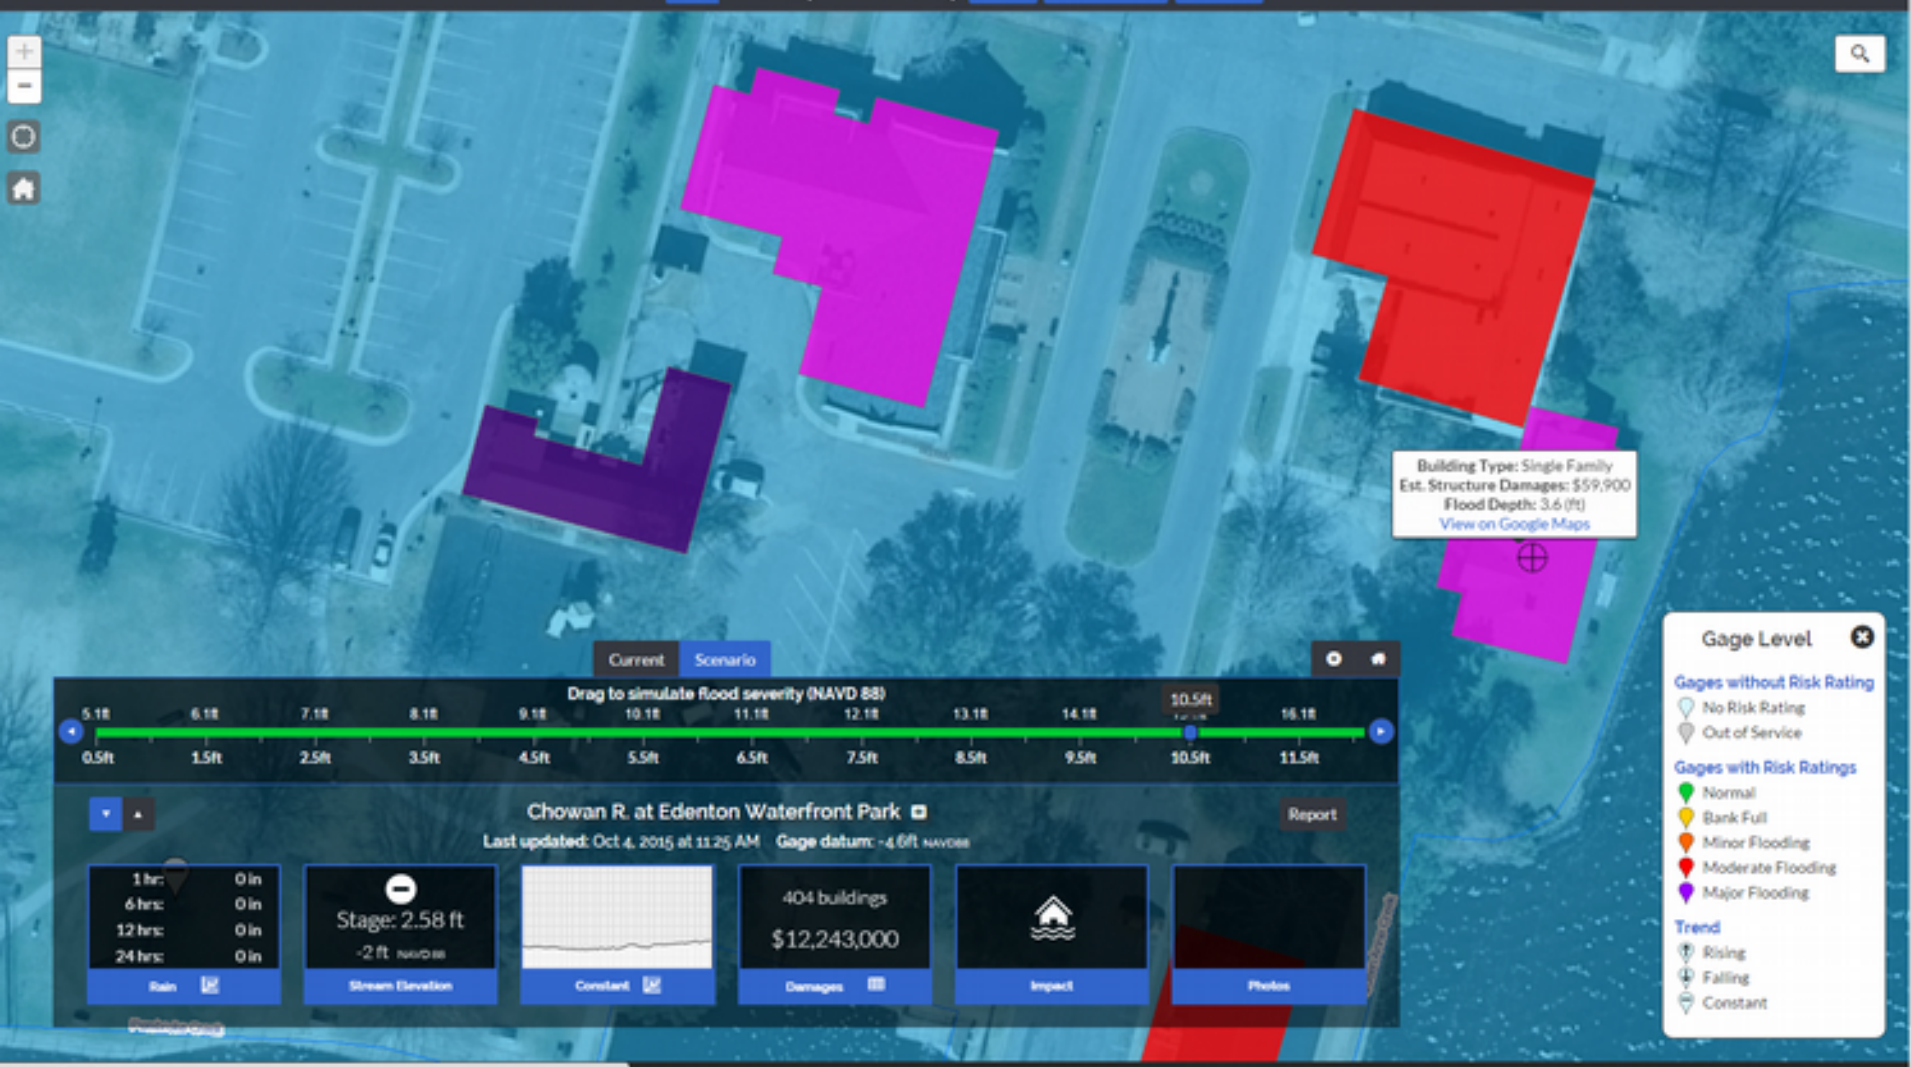 Building Type: Single Family
Est. Structure Damages: $59,900
Flood Depth: 3.6 (ft)
View on Google Maps
Current
Scenario
Drag to simulate flood severity (NAVD 88)
10.5ft
5.1ft 6.1ft 7.1ft 8.1ft 9.1ft 10.1ft 11.1ft 12.1ft 13.1ft 14.1ft 16.1ft
0.5ft 1.5ft 2.5ft 3.5ft 4.5ft 5.5ft 6.5ft 7.5ft 8.5ft 9.5ft 10.5ft 11.5ft
Chowan R. at Edenton Waterfront Park
Report
Last updated: Oct 4, 2015 at 11:25 AM Gage datum: -4.6ft NAVD88
1 hr: 0 in
6 hrs: 0 in
12 hrs: 0 in
24 hrs: 0 in
Rain
Stage: 2.58 ft
-2 ft NAVD 88
Stream Elevation
Constant
404 buildings
$12,243,000
Damages
Impact
Photos
Gage Level
Gages without Risk Rating
No Risk Rating
Out of Service
Gages with Risk Ratings
Normal
Bank Full
Minor Flooding
Moderate Flooding
Major Flooding
Trend
Rising
Falling
Constant